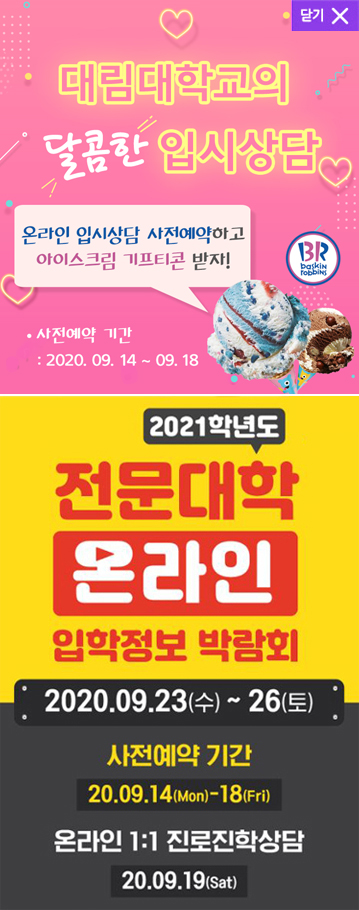 닫기 X
대림대학교의
달콤한 입시상담
온라인 입시상담 사전예약하고
아이스크림 기프티콘 받자!
BR
baskin
robbins
• 사전예약 기간
: 2020. 09. 14 ~ 09. 18
2021학년도
전문대학
온라인
입학정보 박람회
2020.09.23(수) ~ 26(토)
사전예약 기간
20.09.14(Mon)-18(Fri)
온라인 1:1 진로진학상담
20.09.19(Sat)